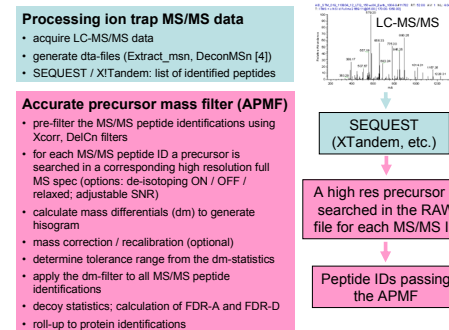 Processing ion trap MS/MS data
• acquire LC-MS/MS data
• generate dta-files (Extract_msn, DeconMSn [4])
• SEQUEST / X!Tandem: list of identified peptides
Accurate precursor mass filter (APMF)
• pre-filter the MS/MS peptide identifications using
Xcorr, DelCn filters
• for each MS/MS peptide ID a precursor is
searched in a corresponding high resolution full
MS spec (options: de-isotoping ON / OFF /
relaxed; adjustable SNR)
• calculate mass differentials (dm) to generate
hisogram
• mass correction / recalibration (optional)
• determine tolerance range from the dm-statistics
• apply the dm-filter to all MS/MS peptide
identifications
• decoy statistics; calculation of FDR-A and FDR-D
• roll-up to protein identifications
LC-MS/MS
SEQUEST
(XTandem, etc.)
A high res precursor
searched in the RAW
file for each MS/MS I
Peptide IDs passing
the APMF